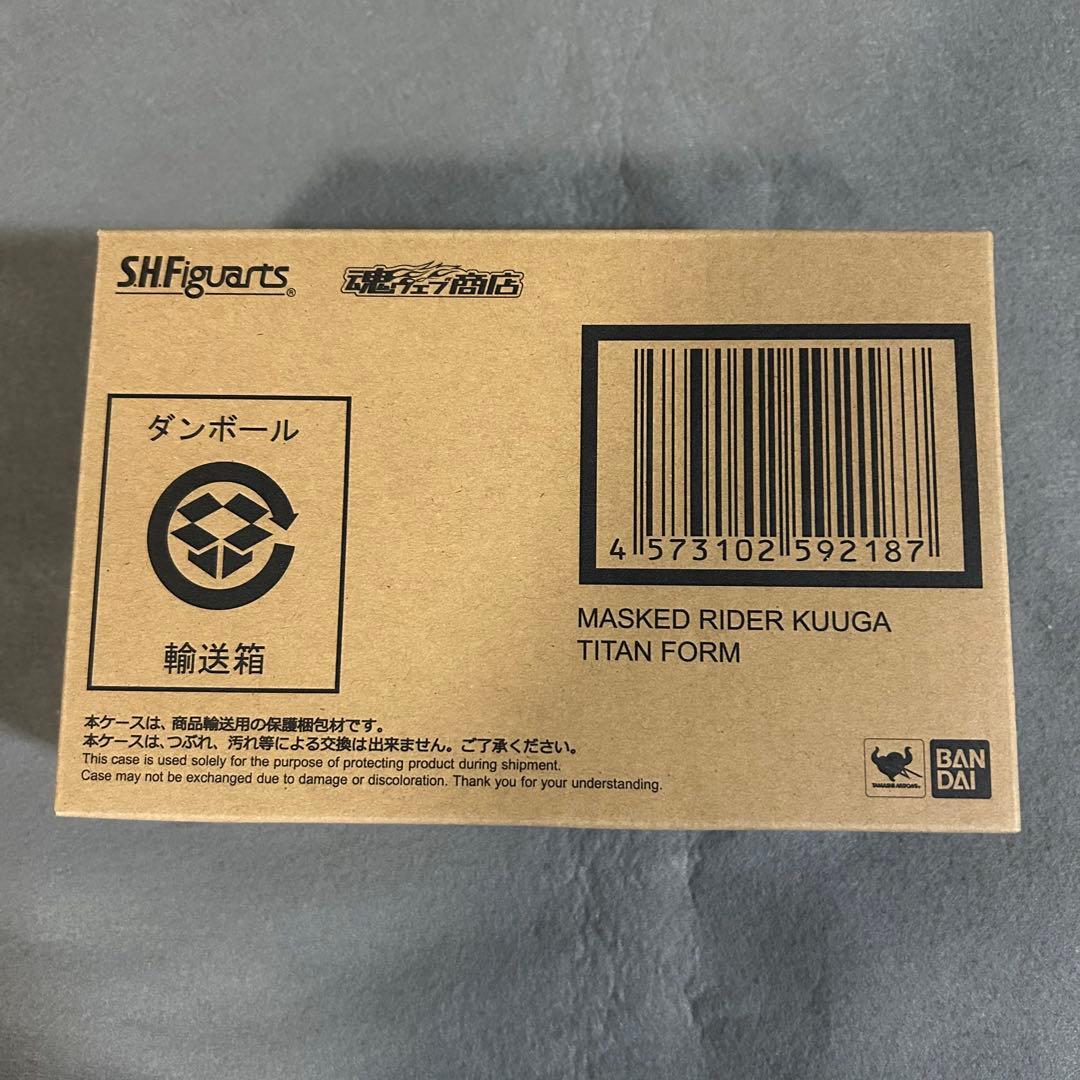 S.H.Figuarts®
魂ウェブ商店
ダンボール
輸送箱
4 573102 592187
MASKED RIDER KUUGA
TITAN FORM
本ケースは、商品輸送用の保護梱包材です。
本ケースは、つぶれ、汚れ等による交換は出来ません。ご了承ください。
This case is used solely for the purpose of protecting product during shipment.
Case may not be exchanged due to damage or discoloration. Thank you for your understanding.
TAMASHII NATIONS®
BAN
DAI